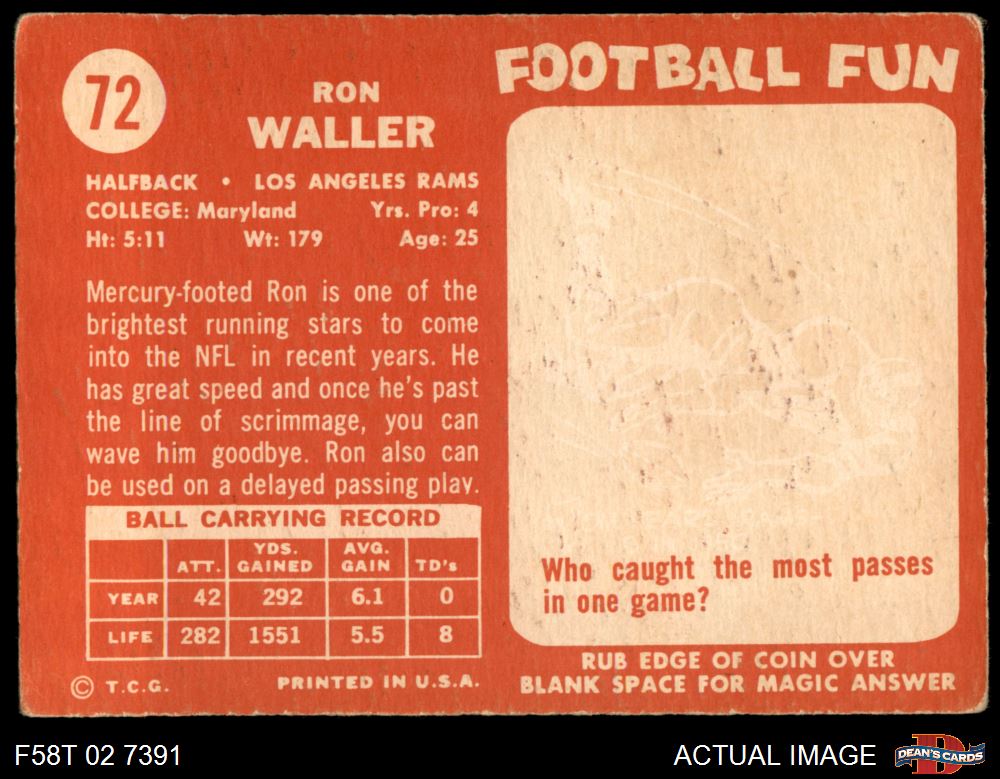 72
RON
WALLER
HALFBACK • LOS ANGELES RAMS
COLLEGE: Maryland Yrs. Pro: 4
Ht: 5:11 Wt: 179 Age: 25
Mercury-footed Ron is one of the
brightest running stars to come
into the NFL in recent years. He
has great speed and once he's past
the line of scrimmage, you can
wave him goodbye. Ron also can
be used on a delayed passing play.
BALL CARRYING RECORD
ATT. YDS. GAINED AVG. GAIN TD's
YEAR 42 292 6.1 0
LIFE 282 1551 5.5 8
© T.C.G. PRINTED IN U.S.A.
FOOTBALL FUN
Who caught the most passes
in one game?
RUB EDGE OF COIN OVER
BLANK SPACE FOR MAGIC ANSWER
F58T 02 7391
ACTUAL IMAGE
DEAN'S CARDS